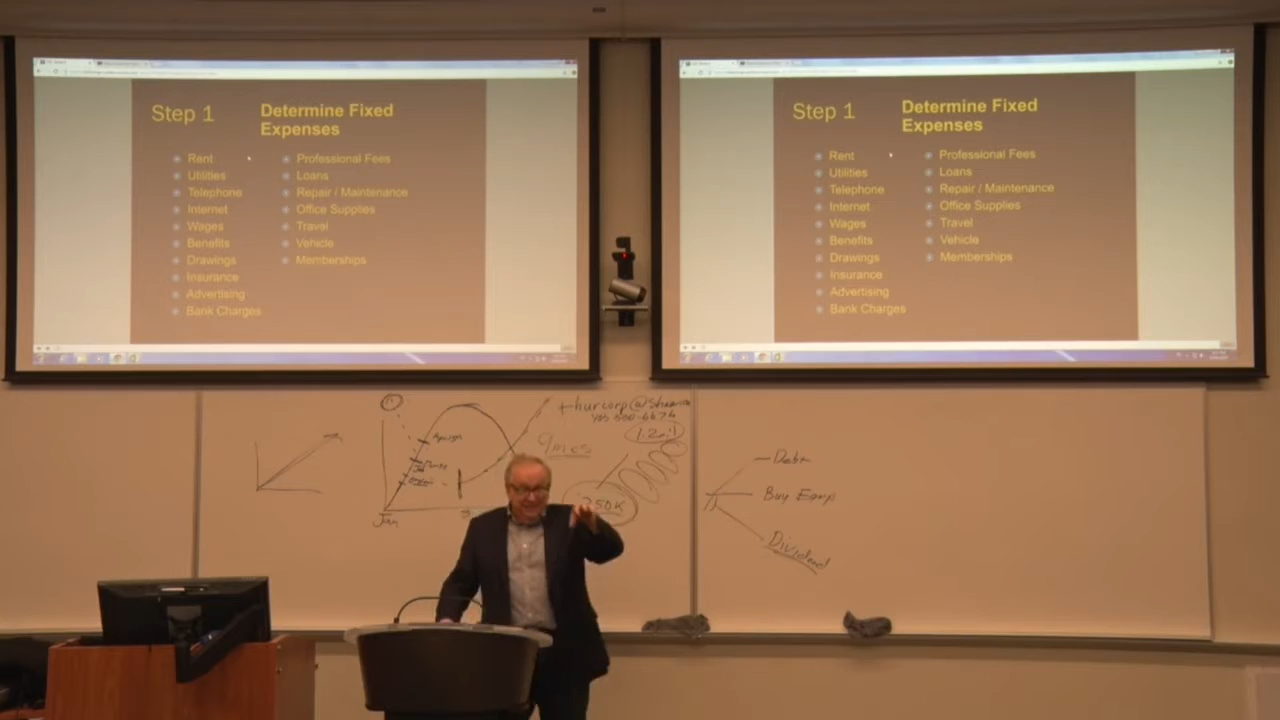 Step 1
Determine Fixed
Expenses
Rent
Utilities
Telephone
Internet
Wages
Benefits
Drawings
Insurance
Advertising
Bank Charges
Professional Fees
Loans
Repair / Maintenance
Office Supplies
Travel
Vehicle
Memberships
Step 1
Determine Fixed
Expenses
Rent
Utilities
Telephone
Internet
Wages
Benefits
Drawings
Insurance
Advertising
Bank Charges
Professional Fees
Loans
Repair / Maintenance
Office Supplies
Travel
Vehicle
Memberships
Jan
9mos
1.2:1
250K
Debt
Buy Equip
Dividend